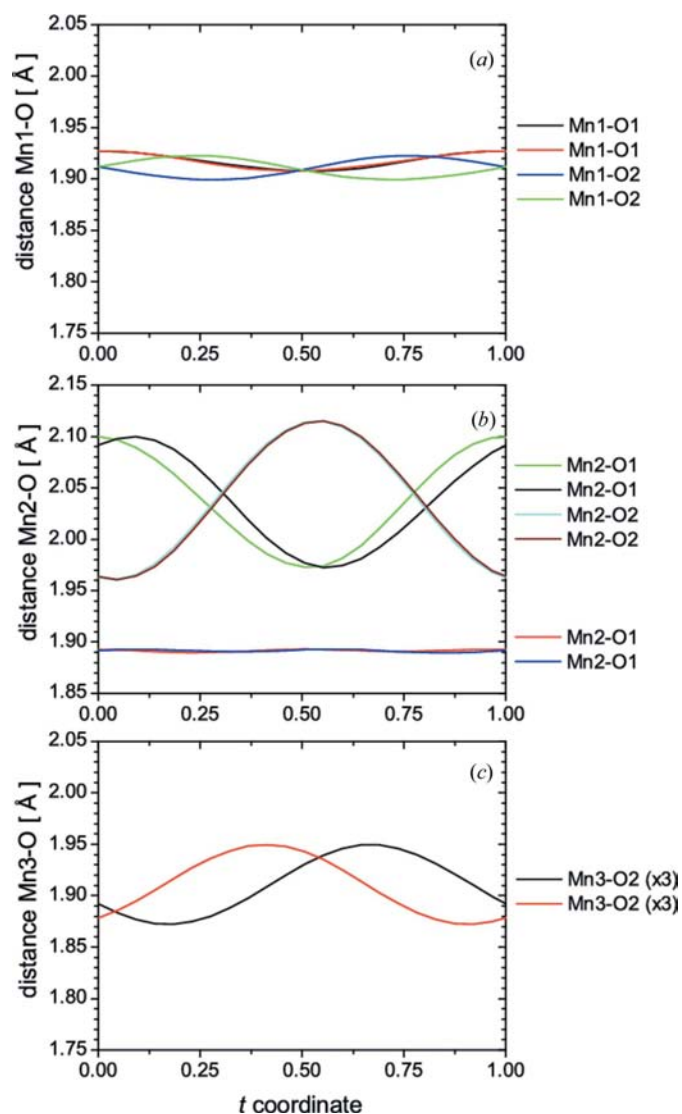 (a)
distance Mn1-O [ Å ]
2.05
2.00
1.95
1.90
1.85
1.80
1.75
0.00 0.25 0.50 0.75 1.00
Mn1-O1
Mn1-O1
Mn1-O2
Mn1-O2
(b)
distance Mn2-O [ Å ]
2.15
2.10
2.05
2.00
1.95
1.90
1.85
0.00 0.25 0.50 0.75 1.00
Mn2-O1
Mn2-O1
Mn2-O2
Mn2-O2
Mn2-O1
Mn2-O1
(c)
distance Mn3-O [ Å ]
2.05
2.00
1.95
1.90
1.85
1.80
1.75
0.00 0.25 0.50 0.75 1.00
Mn3-O2 (x3)
Mn3-O2 (x3)
t coordinate